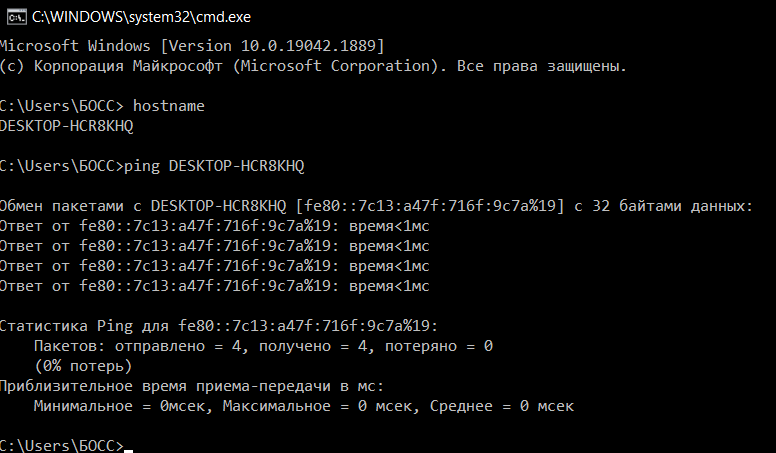 C:\WINDOWS\system32\cmd.exe
Microsoft Windows [Version 10.0.19042.1889]
(c) Корпорация Майкрософт (Microsoft Corporation). Все права защищены.
C:\Users\БОСС> hostname
DESKTOP-HCR8KHQ
C:\Users\БОСС>ping DESKTOP-HCR8KHQ
Обмен пакетами с DESKTOP-HCR8KHQ [fe80::7c13:a47f:716f:9c7a%19] с 32 байтами данных:
Ответ от fe80::7c13:a47f:716f:9c7a%19: время<1мс
Ответ от fe80::7c13:a47f:716f:9c7a%19: время<1мс
Ответ от fe80::7c13:a47f:716f:9c7a%19: время<1мс
Ответ от fe80::7c13:a47f:716f:9c7a%19: время<1мс
Статистика Ping для fe80::7c13:a47f:716f:9c7a%19:
Пакетов: отправлено = 4, получено = 4, потеряно = 0
(0% потерь)
Приблизительное время приема-передачи в мс:
Минимальное = 0мсек, Максимальное = 0 мсек, Среднее = 0 мсек
C:\Users\БОСС>